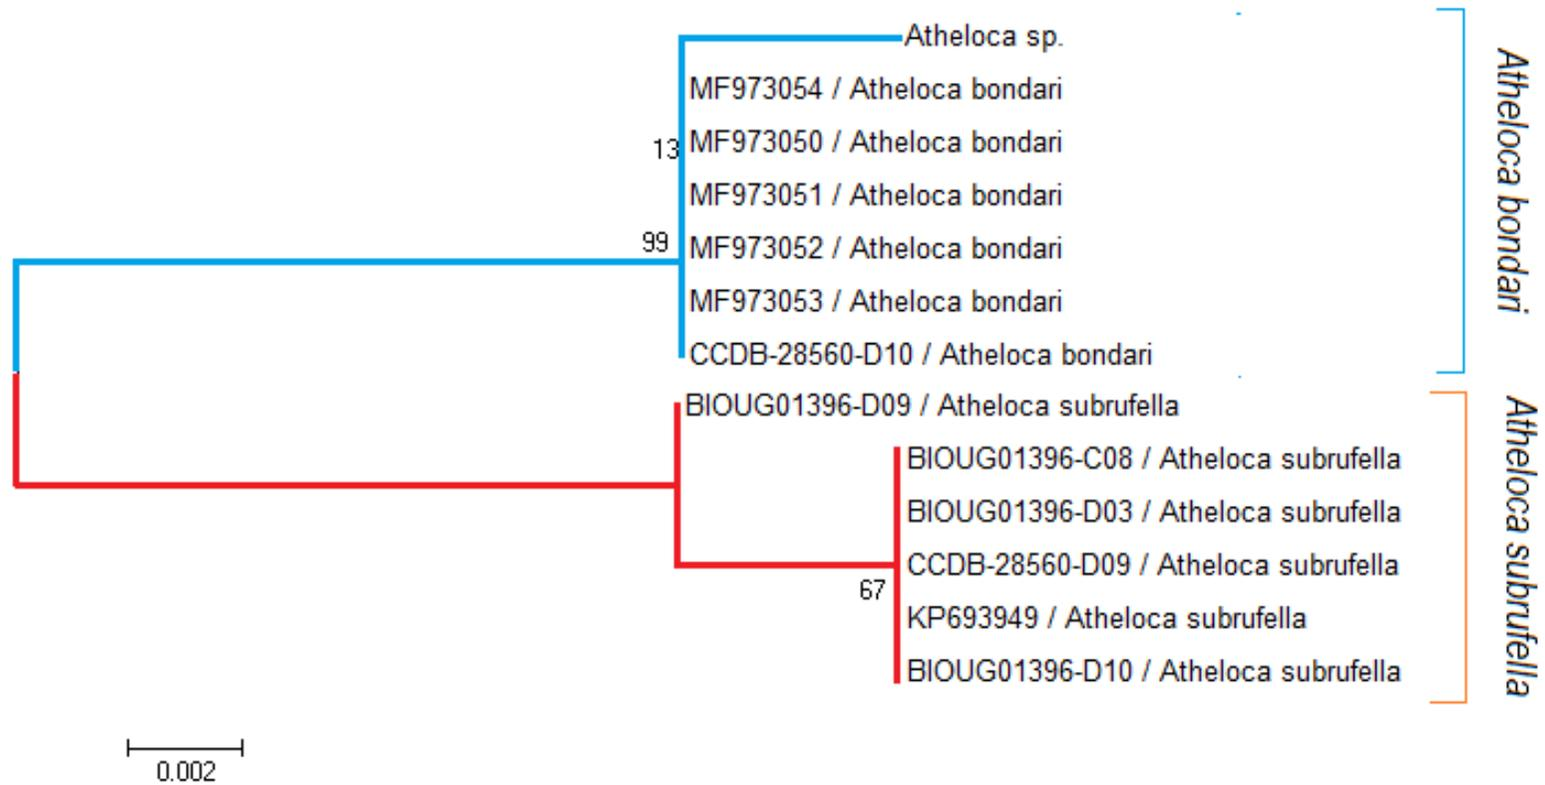 Atheloca sp.
MF973054 / Atheloca bondari
13
MF973050 / Atheloca bondari
MF973051 / Atheloca bondari
99
MF973052 / Atheloca bondari
MF973053 / Atheloca bondari
CCDB-28560-D10 / Atheloca bondari
Atheloca bondari
BIOUG01396-D09 / Atheloca subrufella
BIOUG01396-C08 / Atheloca subrufella
BIOUG01396-D03 / Atheloca subrufella
CCDB-28560-D09 / Atheloca subrufella
67
KP693949 / Atheloca subrufella
BIOUG01396-D10 / Atheloca subrufella
Atheloca subrufella
0.002